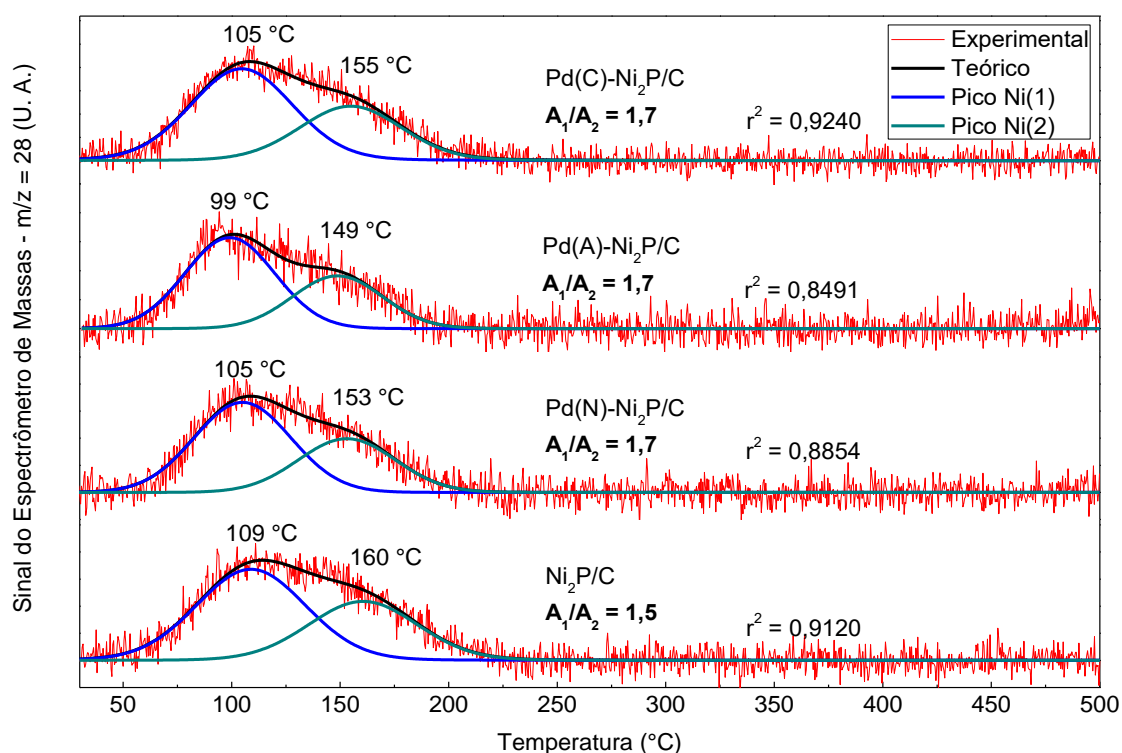 Sinal do Espectrômetro de Massas - m/z = 28 (U. A.)
105 °C
155 °C
Pd(C)-Ni₂P/C
A₁/A₂ = 1,7
r² = 0,9240
Experimental
Teórico
Pico Ni(1)
Pico Ni(2)
99 °C
149 °C
Pd(A)-Ni₂P/C
A₁/A₂ = 1,7
r² = 0,8491
105 °C
153 °C
Pd(N)-Ni₂P/C
A₁/A₂ = 1,7
r² = 0,8854
109 °C
160 °C
Ni₂P/C
A₁/A₂ = 1,5
r² = 0,9120
50 100 150 200 250 300 350 400 450 500
Temperatura (°C)